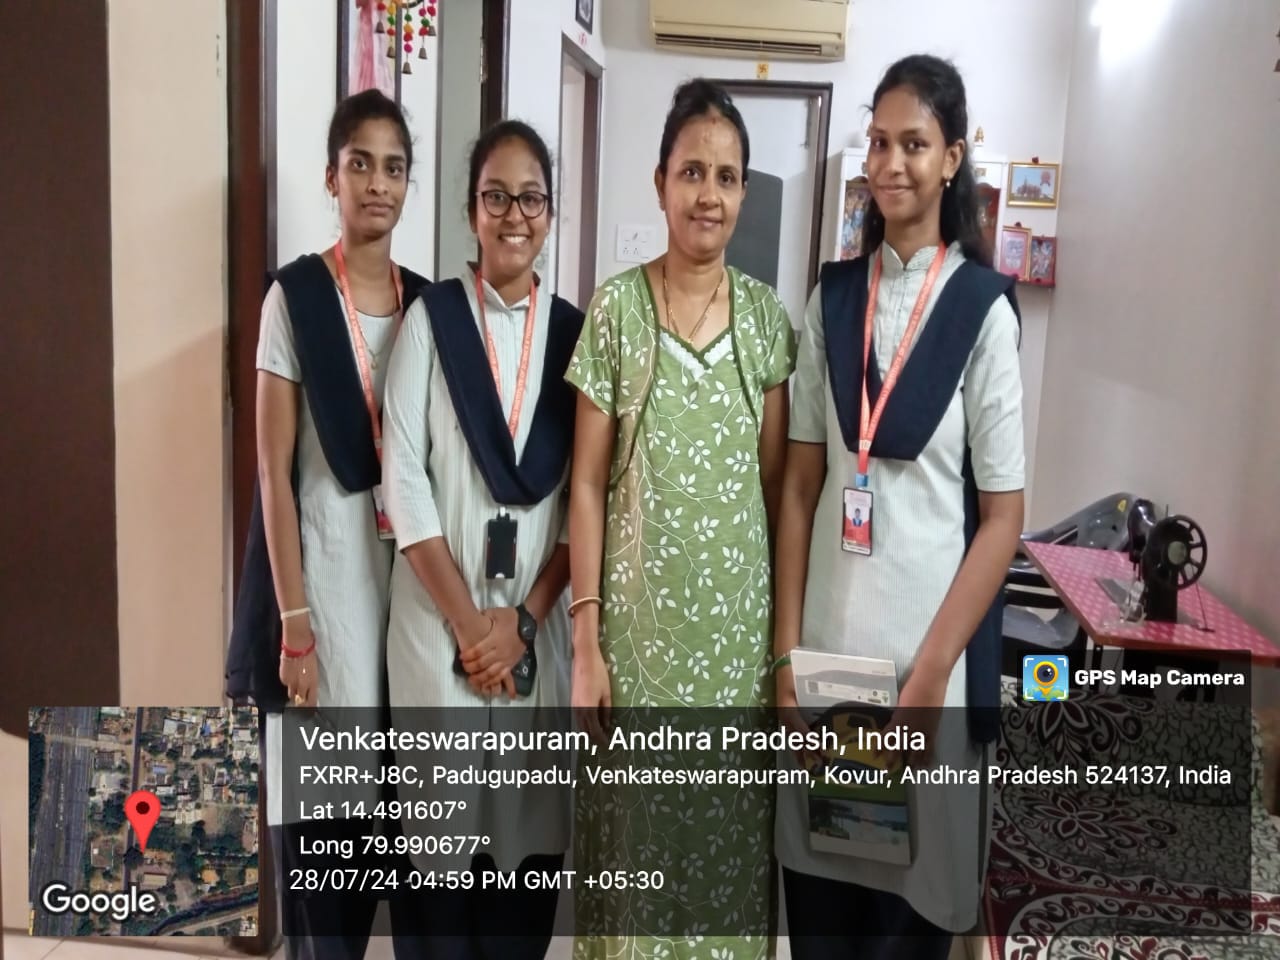 GPS Map Camera
Venkateswarapuram, Andhra Pradesh, India
FXRR+J8C, Padugupadu, Venkateswarapuram, Kovur, Andhra Pradesh 524137, India
Lat 14.491607°
Long 79.990677°
28/07/24 04:59 PM GMT +05:30
Google